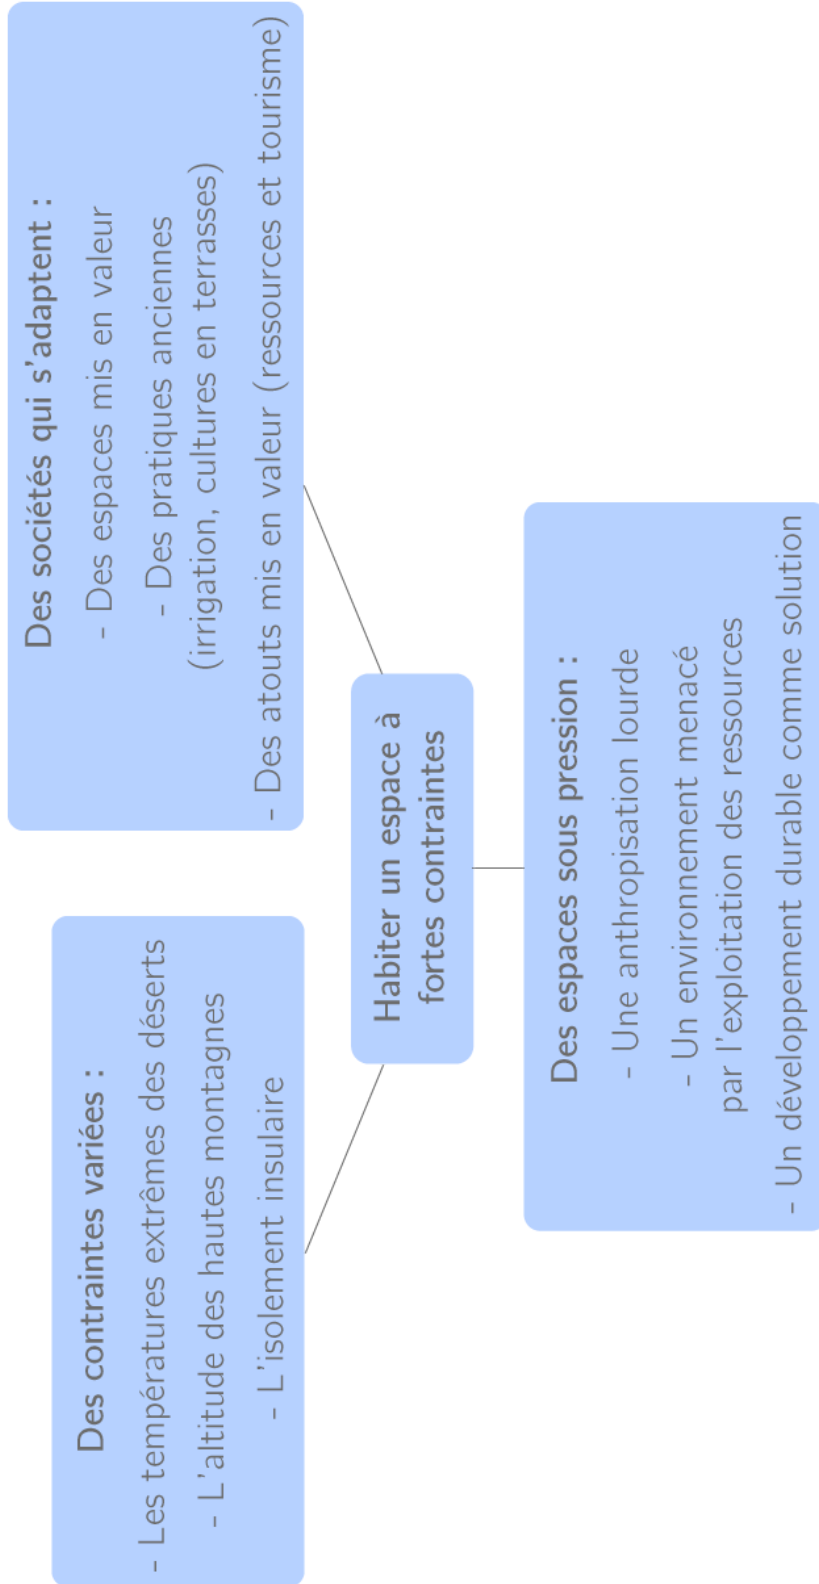 Des contraintes variées :
- Les températures extrêmes des déserts
- L'altitude des hautes montagnes
- L'isolement insulaire
Des sociétés qui s'adaptent :
- Des espaces mis en valeur
- Des pratiques anciennes
(irrigation, cultures en terrasses)
- Des atouts mis en valeur (ressources et tourisme)
Habiter un espace à
fortes contraintes
Des espaces sous pression :
- Une anthropisation lourde
- Un environnement menacé
par l'exploitation des ressources
- Un développement durable comme solution